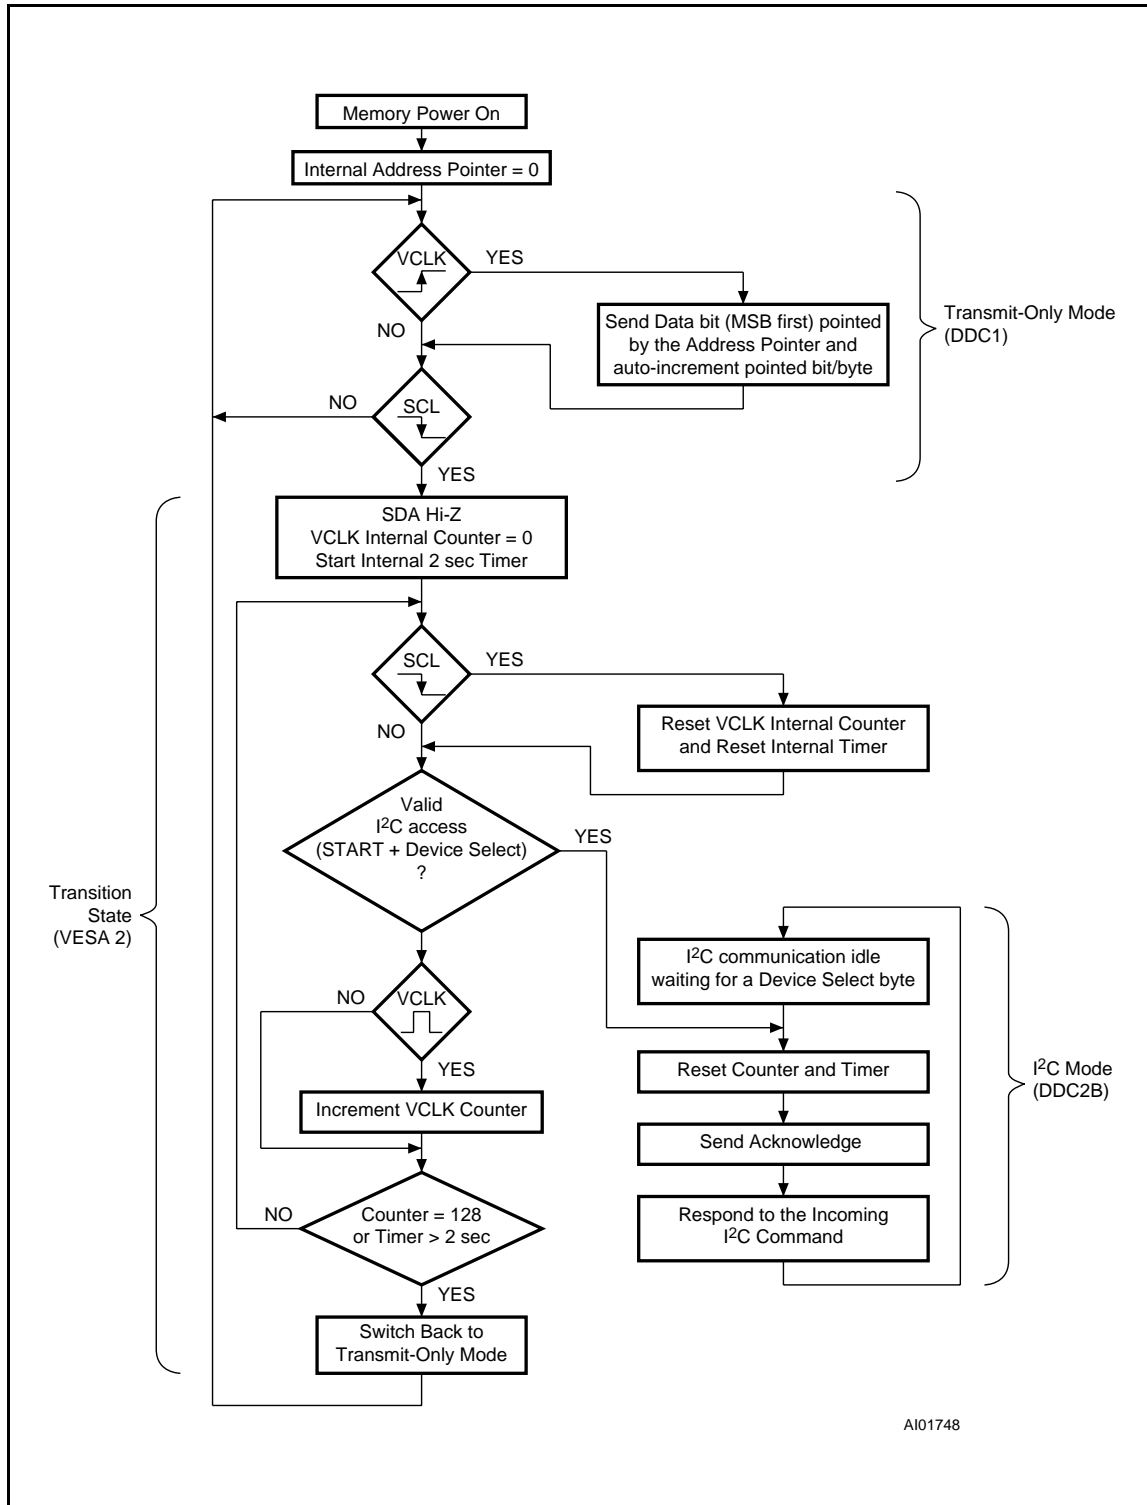 Memory Power On
Internal Address Pointer = 0
VCLK
YES
NO
Send Data bit (MSB first) pointed
by the Address Pointer and
auto-increment pointed bit/byte
Transmit-Only Mode
(DDC1)
NO
SCL
YES
SDA Hi-Z
VCLK Internal Counter = 0
Start Internal 2 sec Timer
SCL
YES
NO
Reset VCLK Internal Counter
and Reset Internal Timer
Valid
I²C access
(START + Device Select)
?
YES
Transition
State
(VESA 2)
NO
VCLK
YES
Increment VCLK Counter
NO
Counter = 128
or Timer > 2 sec
YES
Switch Back to
Transmit-Only Mode
I²C communication idle
waiting for a Device Select byte
Reset Counter and Timer
Send Acknowledge
Respond to the Incoming
I²C Command
I²C Mode
(DDC2B)
AI01748